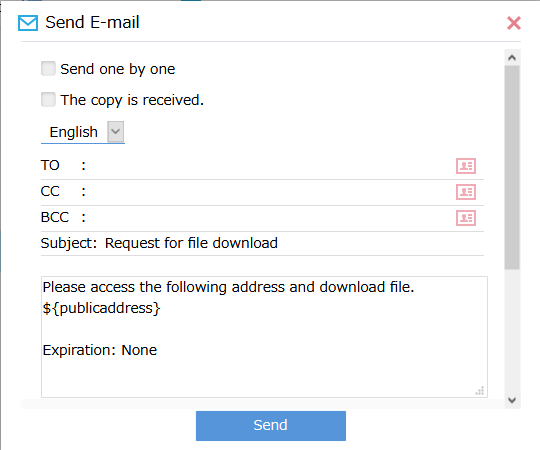 Send E-mail
Send one by one
The copy is received.
English
TO :
CC :
BCC :
Subject: Request for file download
Please access the following address and download file.
${publicaddress}
Expiration: None
Send